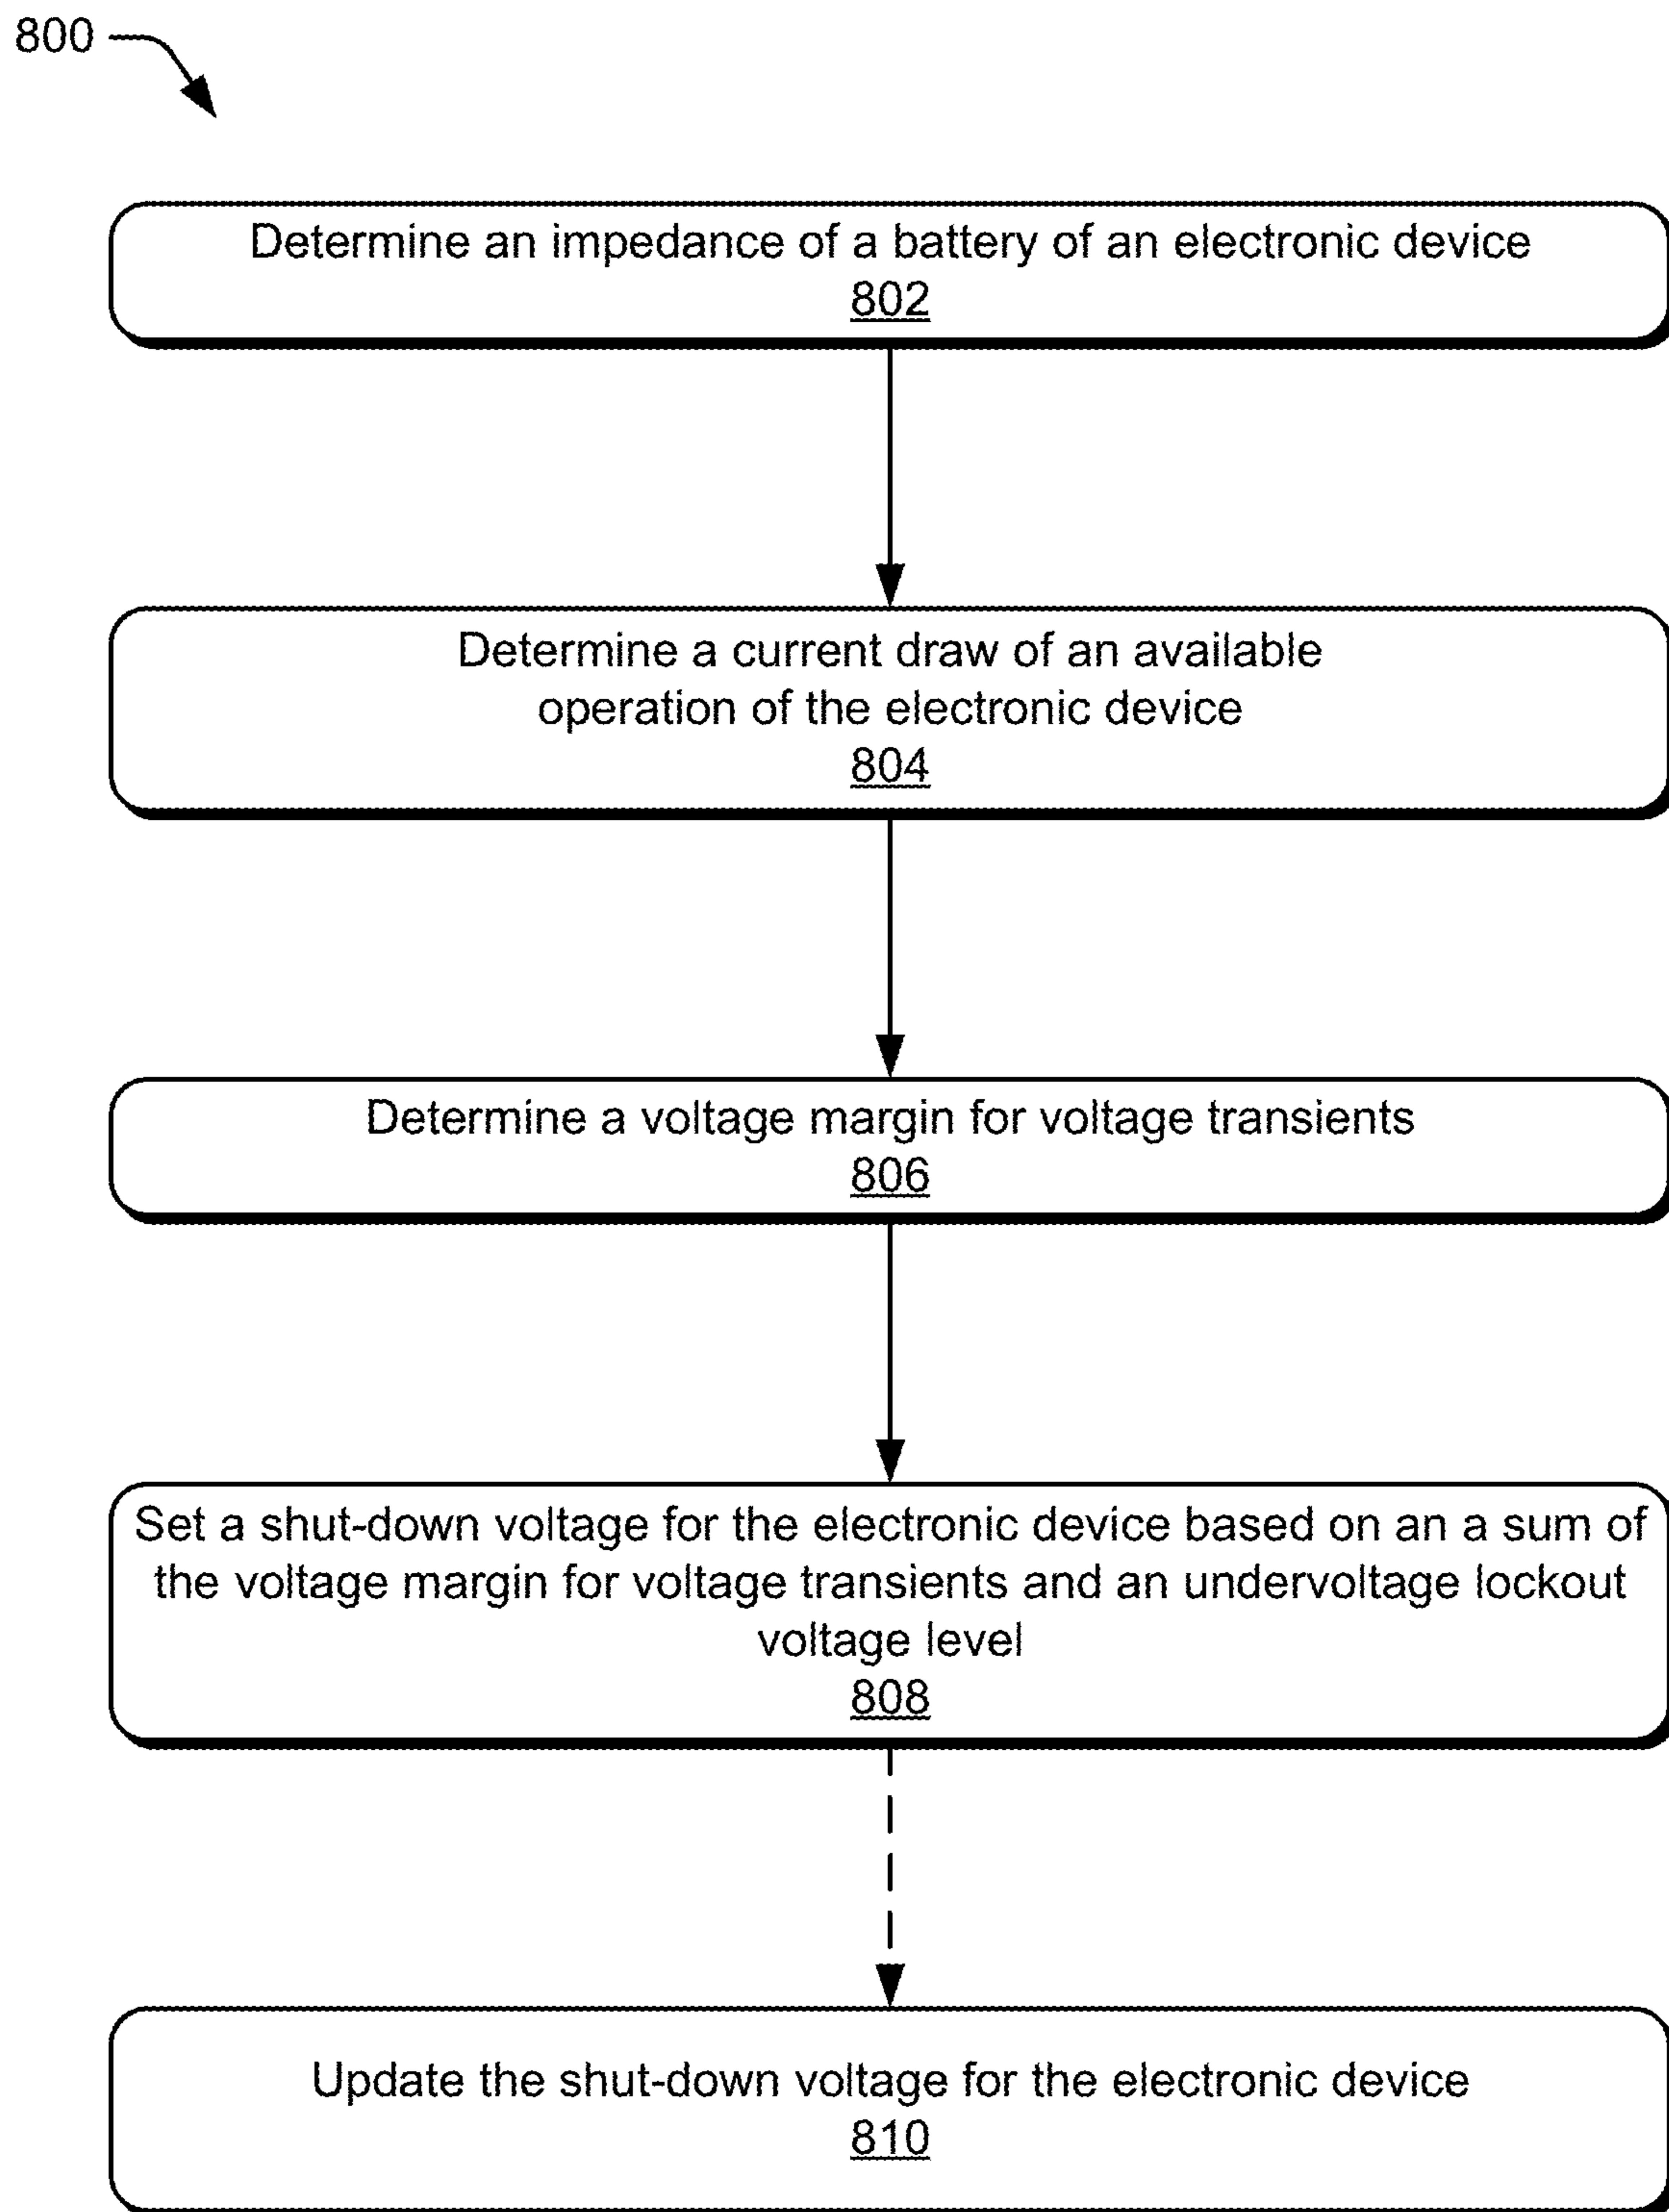 800
Determine an impedance of a battery of an electronic device
802
Determine a current draw of an available
operation of the electronic device
804
Determine a voltage margin for voltage transients
806
Set a shut-down voltage for the electronic device based on an a sum of
the voltage margin for voltage transients and an undervoltage lockout
voltage level
808
Update the shut-down voltage for the electronic device
810